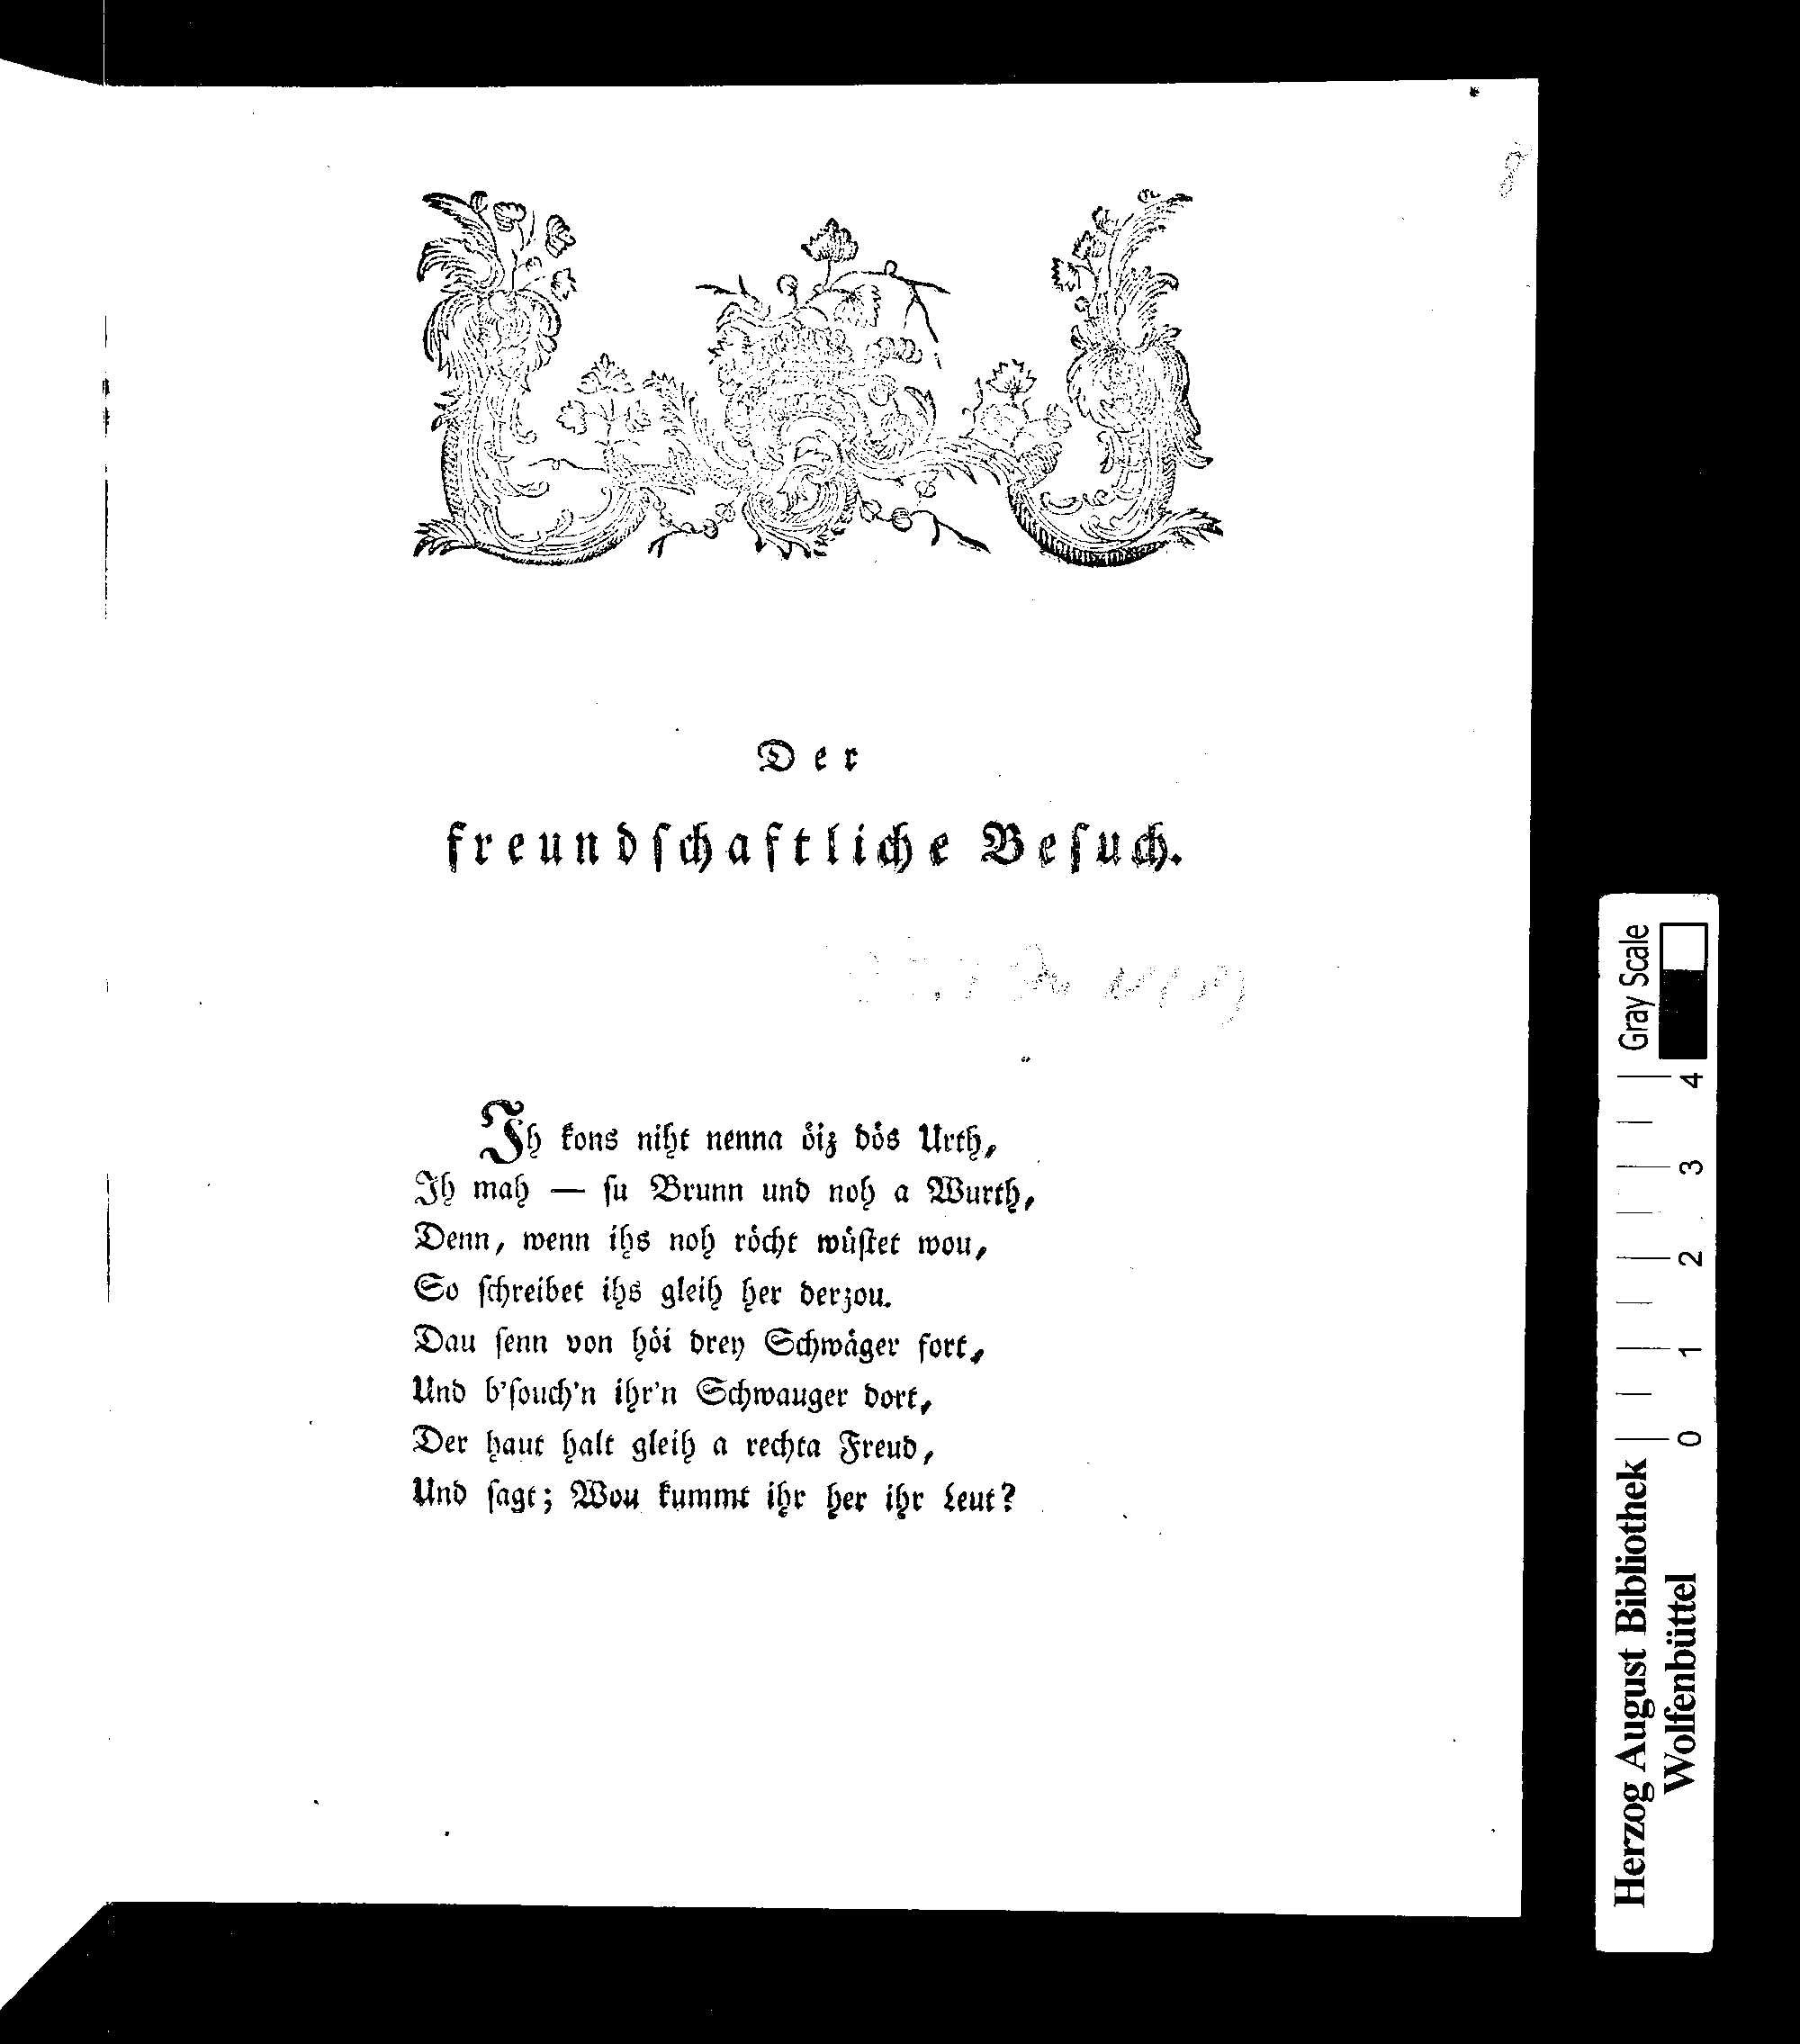 Der
freundſchaftliche Beſuch.
Ih kons niht nenna öiz dös Urth,
Ih mah — ſu Brunn und noh a Wurth,
Denn, wenn ihs noh röcht wüſtet wou,
So ſchreibet ihs gleih her derzou.
Dau ſenn von höi drey Schwäger fort,
Und b'ſouch'n ihr'n Schwauger dort,
Der haut halt gleih a rechta Freud,
Und ſagt; Wou kummt ihr her ihr Leut?
Gray Scale
4
3
2
1
0
Herzog August Bibliothek
Wolfenbüttel